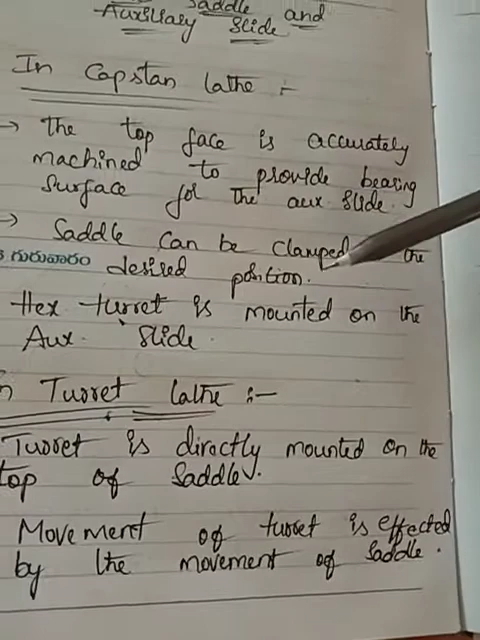 Saddle and
Auxsilary Slide
In Capstan lathe :-
→ The top face is accurately
machined to provide bearing
Surface for the aux slide.
→ Saddle can be clamped the
గురువారం desired position.
Hex turret is mounted on the
Aux. Slide.
Turret lathe :-
Turret is directly mounted on the
top of Saddle.
Movement of turret is effected
by the movement of Saddle.